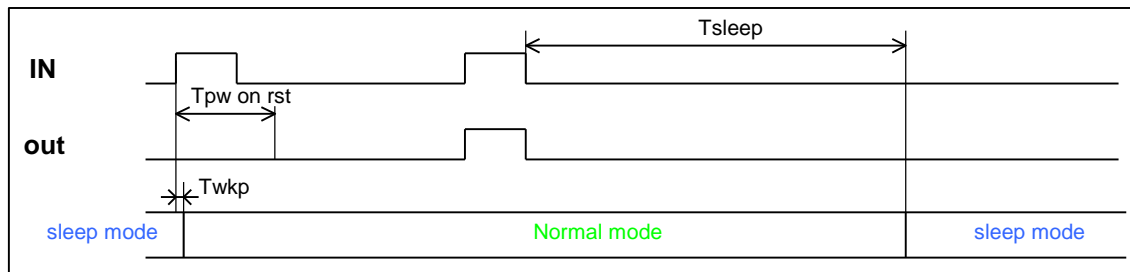 Tsleep
IN
Tpw on rst
out
Twkp
sleep mode Normal mode sleep mode